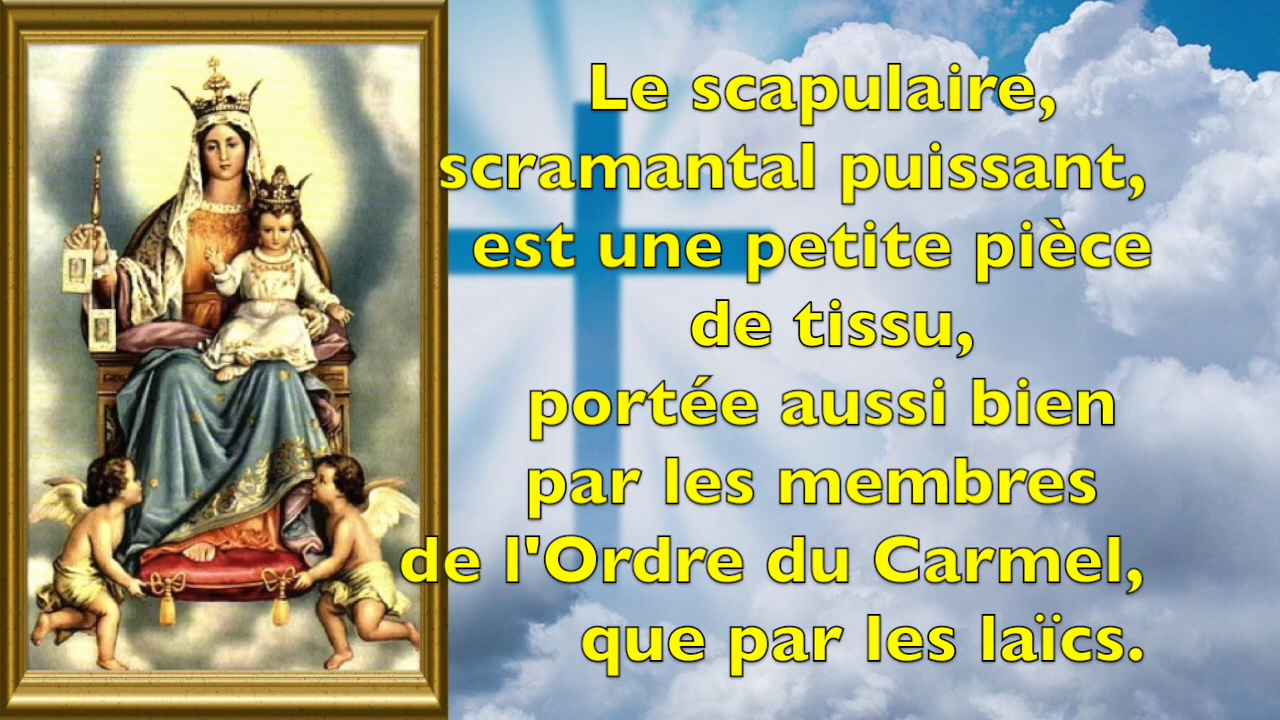 Le scapulaire,
scramantal puissant,
est une petite pièce
de tissu,
portée aussi bien
par les membres
de l'Ordre du Carmel,
que par les laïcs.